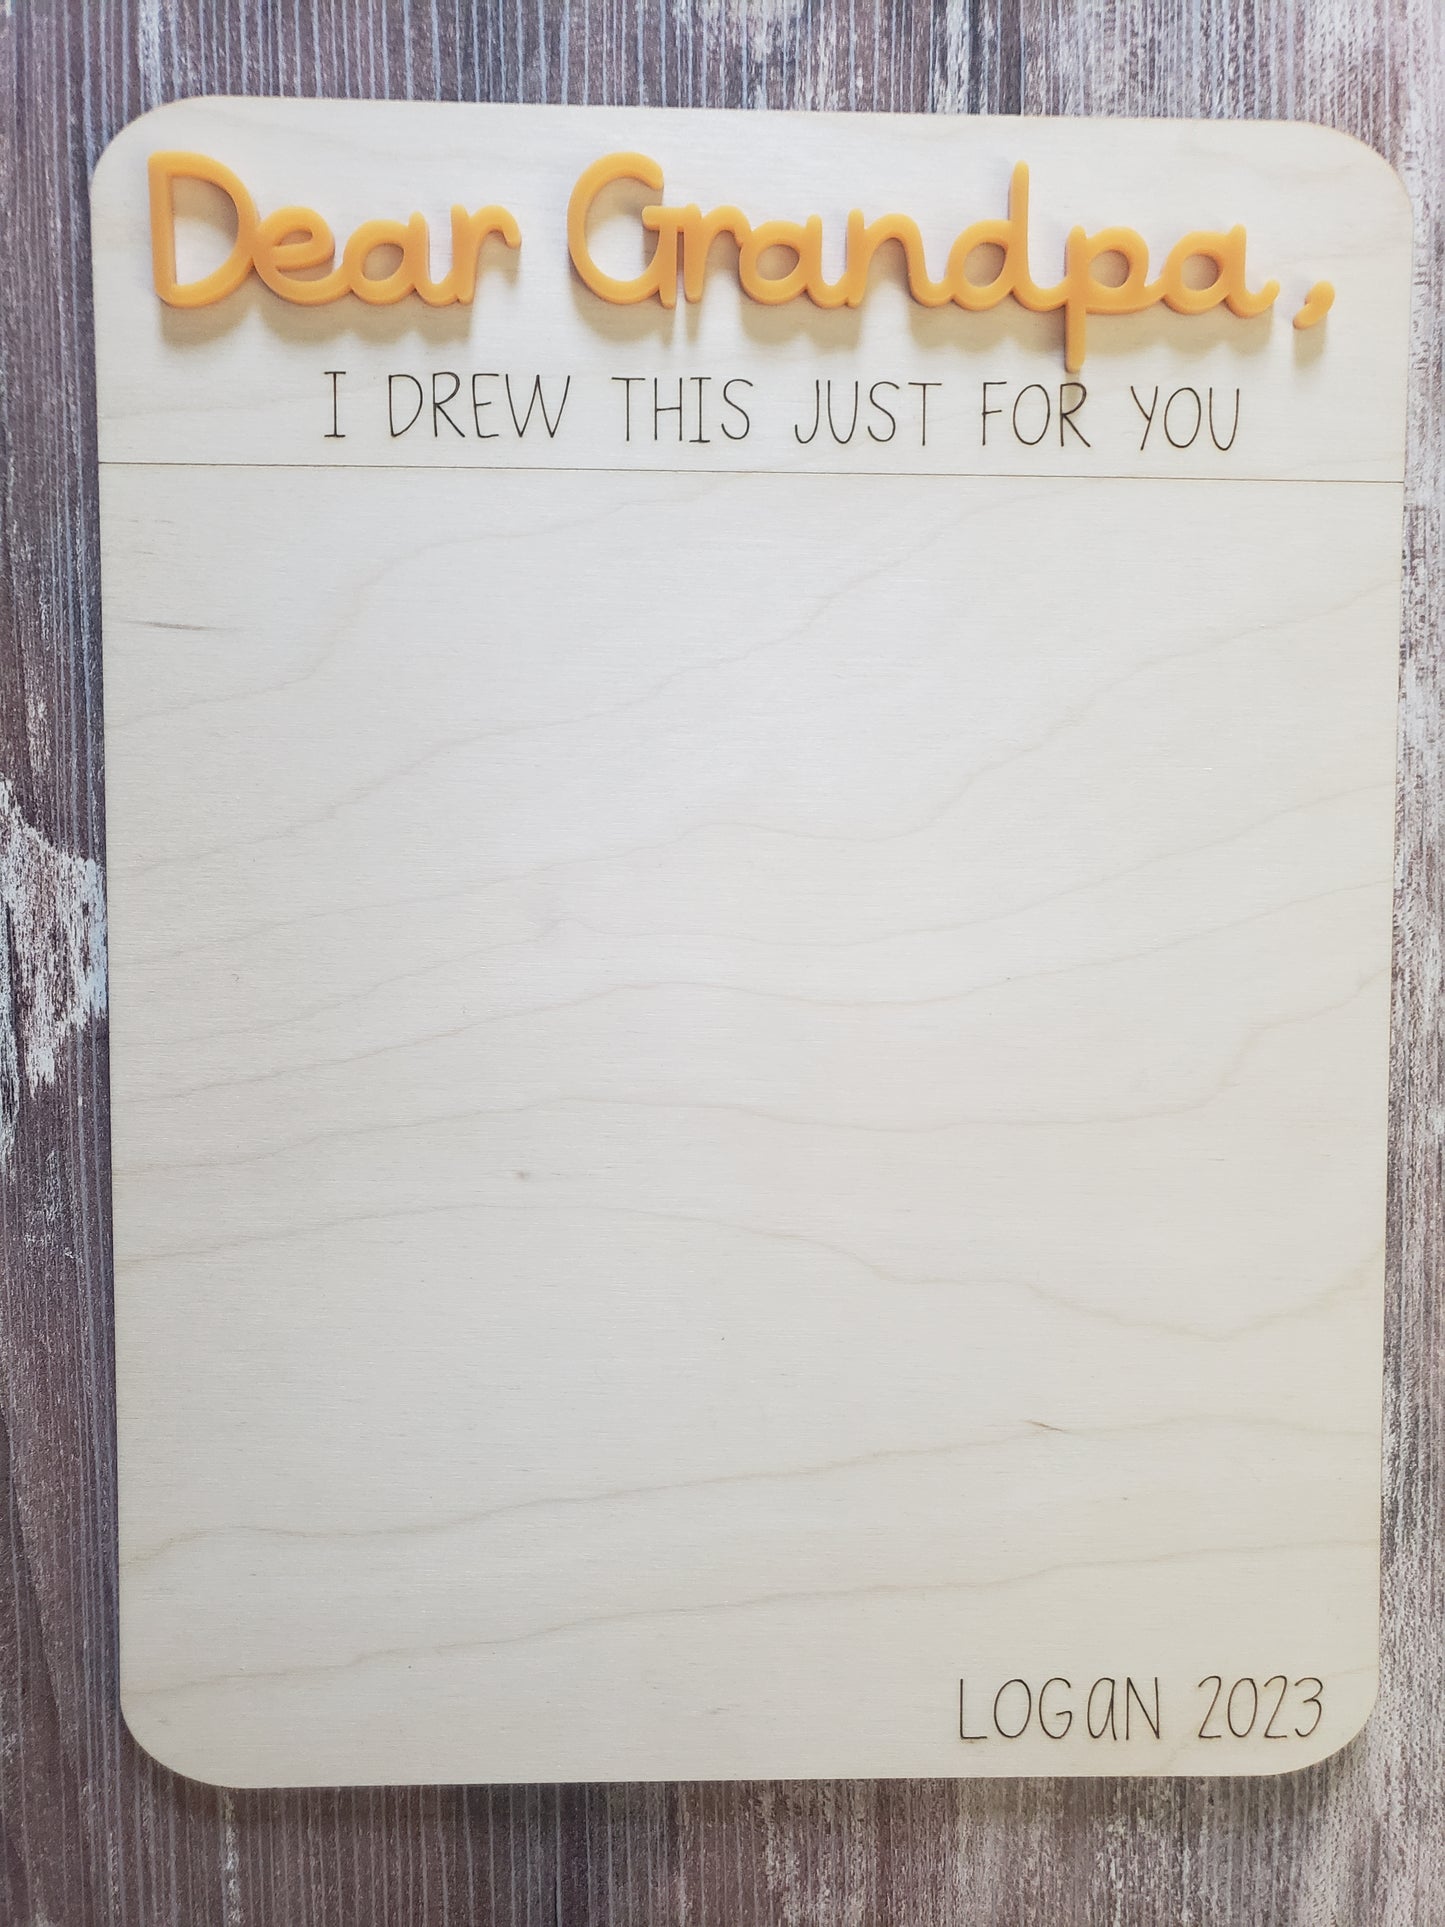 Dear Grandpa,
I DREW THIS JUST FOR YOU
LOGaN 2023